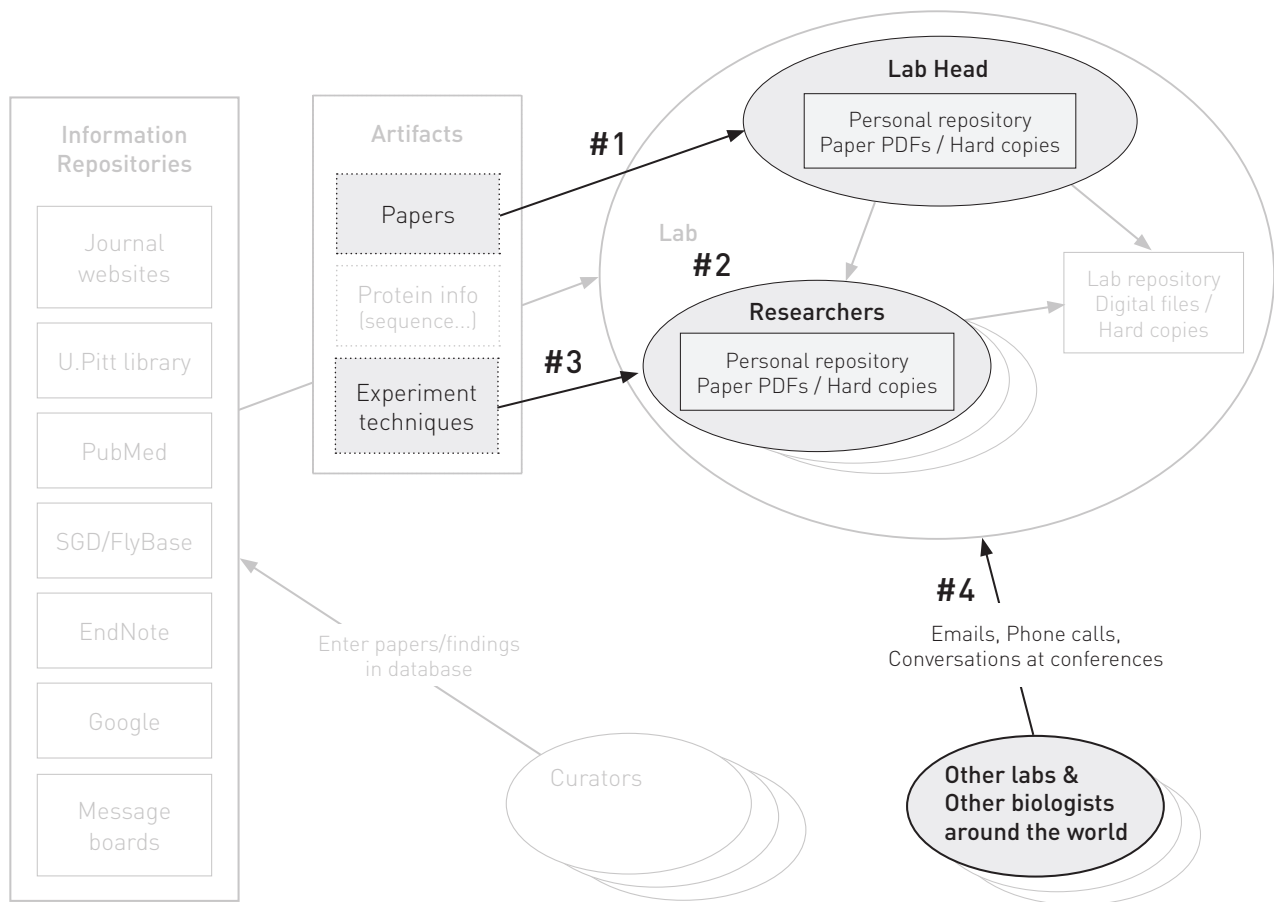 Information
Repositories
Journal
websites
U.Pitt library
PubMed
SGD/FlyBase
EndNote
Google
Message
boards
Artifacts
Papers
Protein info
(sequence...)
Experiment
techniques
#1
#3
Lab
#2
Lab Head
Personal repository
Paper PDFs / Hard copies
Researchers
Personal repository
Paper PDFs / Hard copies
Lab repository
Digital files /
Hard copies
#4
Emails, Phone calls,
Conversations at conferences
Enter papers/findings
in database
Curators
Other labs &
Other biologists
around the world